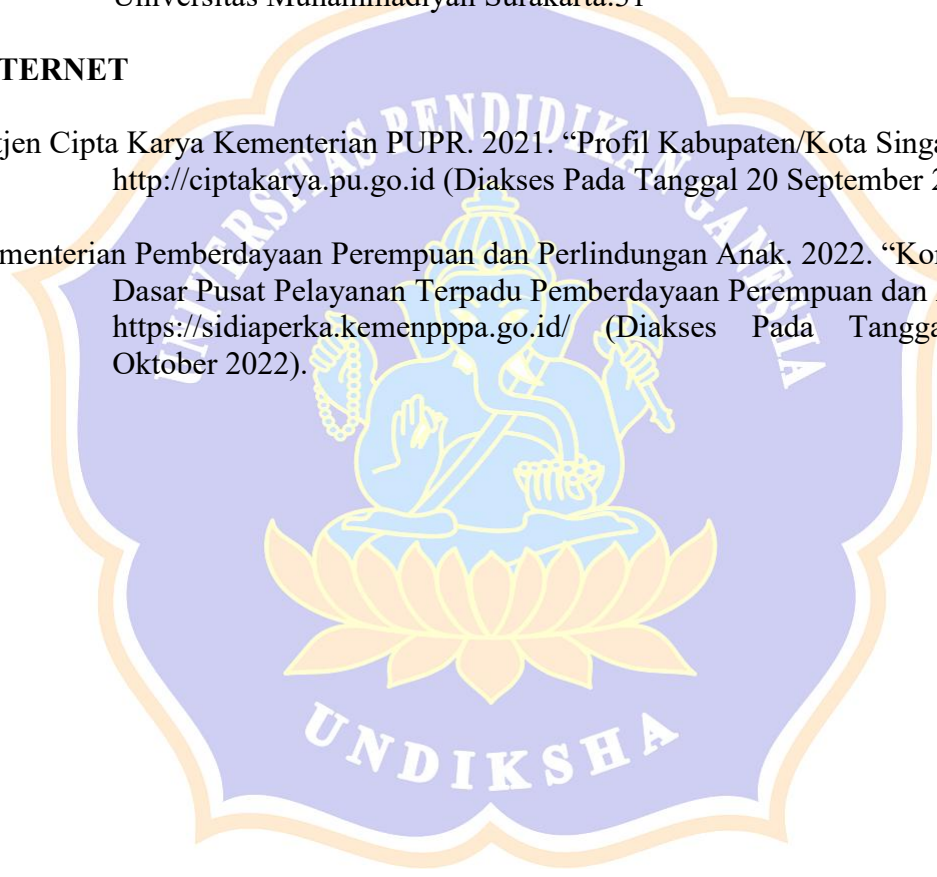 Universitas Muhammadiyah Surakarta.51
TERNET
tjen Cipta Karya Kementerian PUPR. 2021. “Profil Kabupaten/Kota Singa
http://ciptakarya.pu.go.id (Diakses Pada Tanggal 20 September 2
menterian Pemberdayaan Perempuan dan Perlindungan Anak. 2022. “Kor
Dasar Pusat Pelayanan Terpadu Pemberdayaan Perempuan dan A
https://sidiaperka.kemenpppa.go.id/ (Diakses Pada Tangga
Oktober 2022).
UNIVERSITAS PENDIDIKAN GANESHA
UNDIKSHA